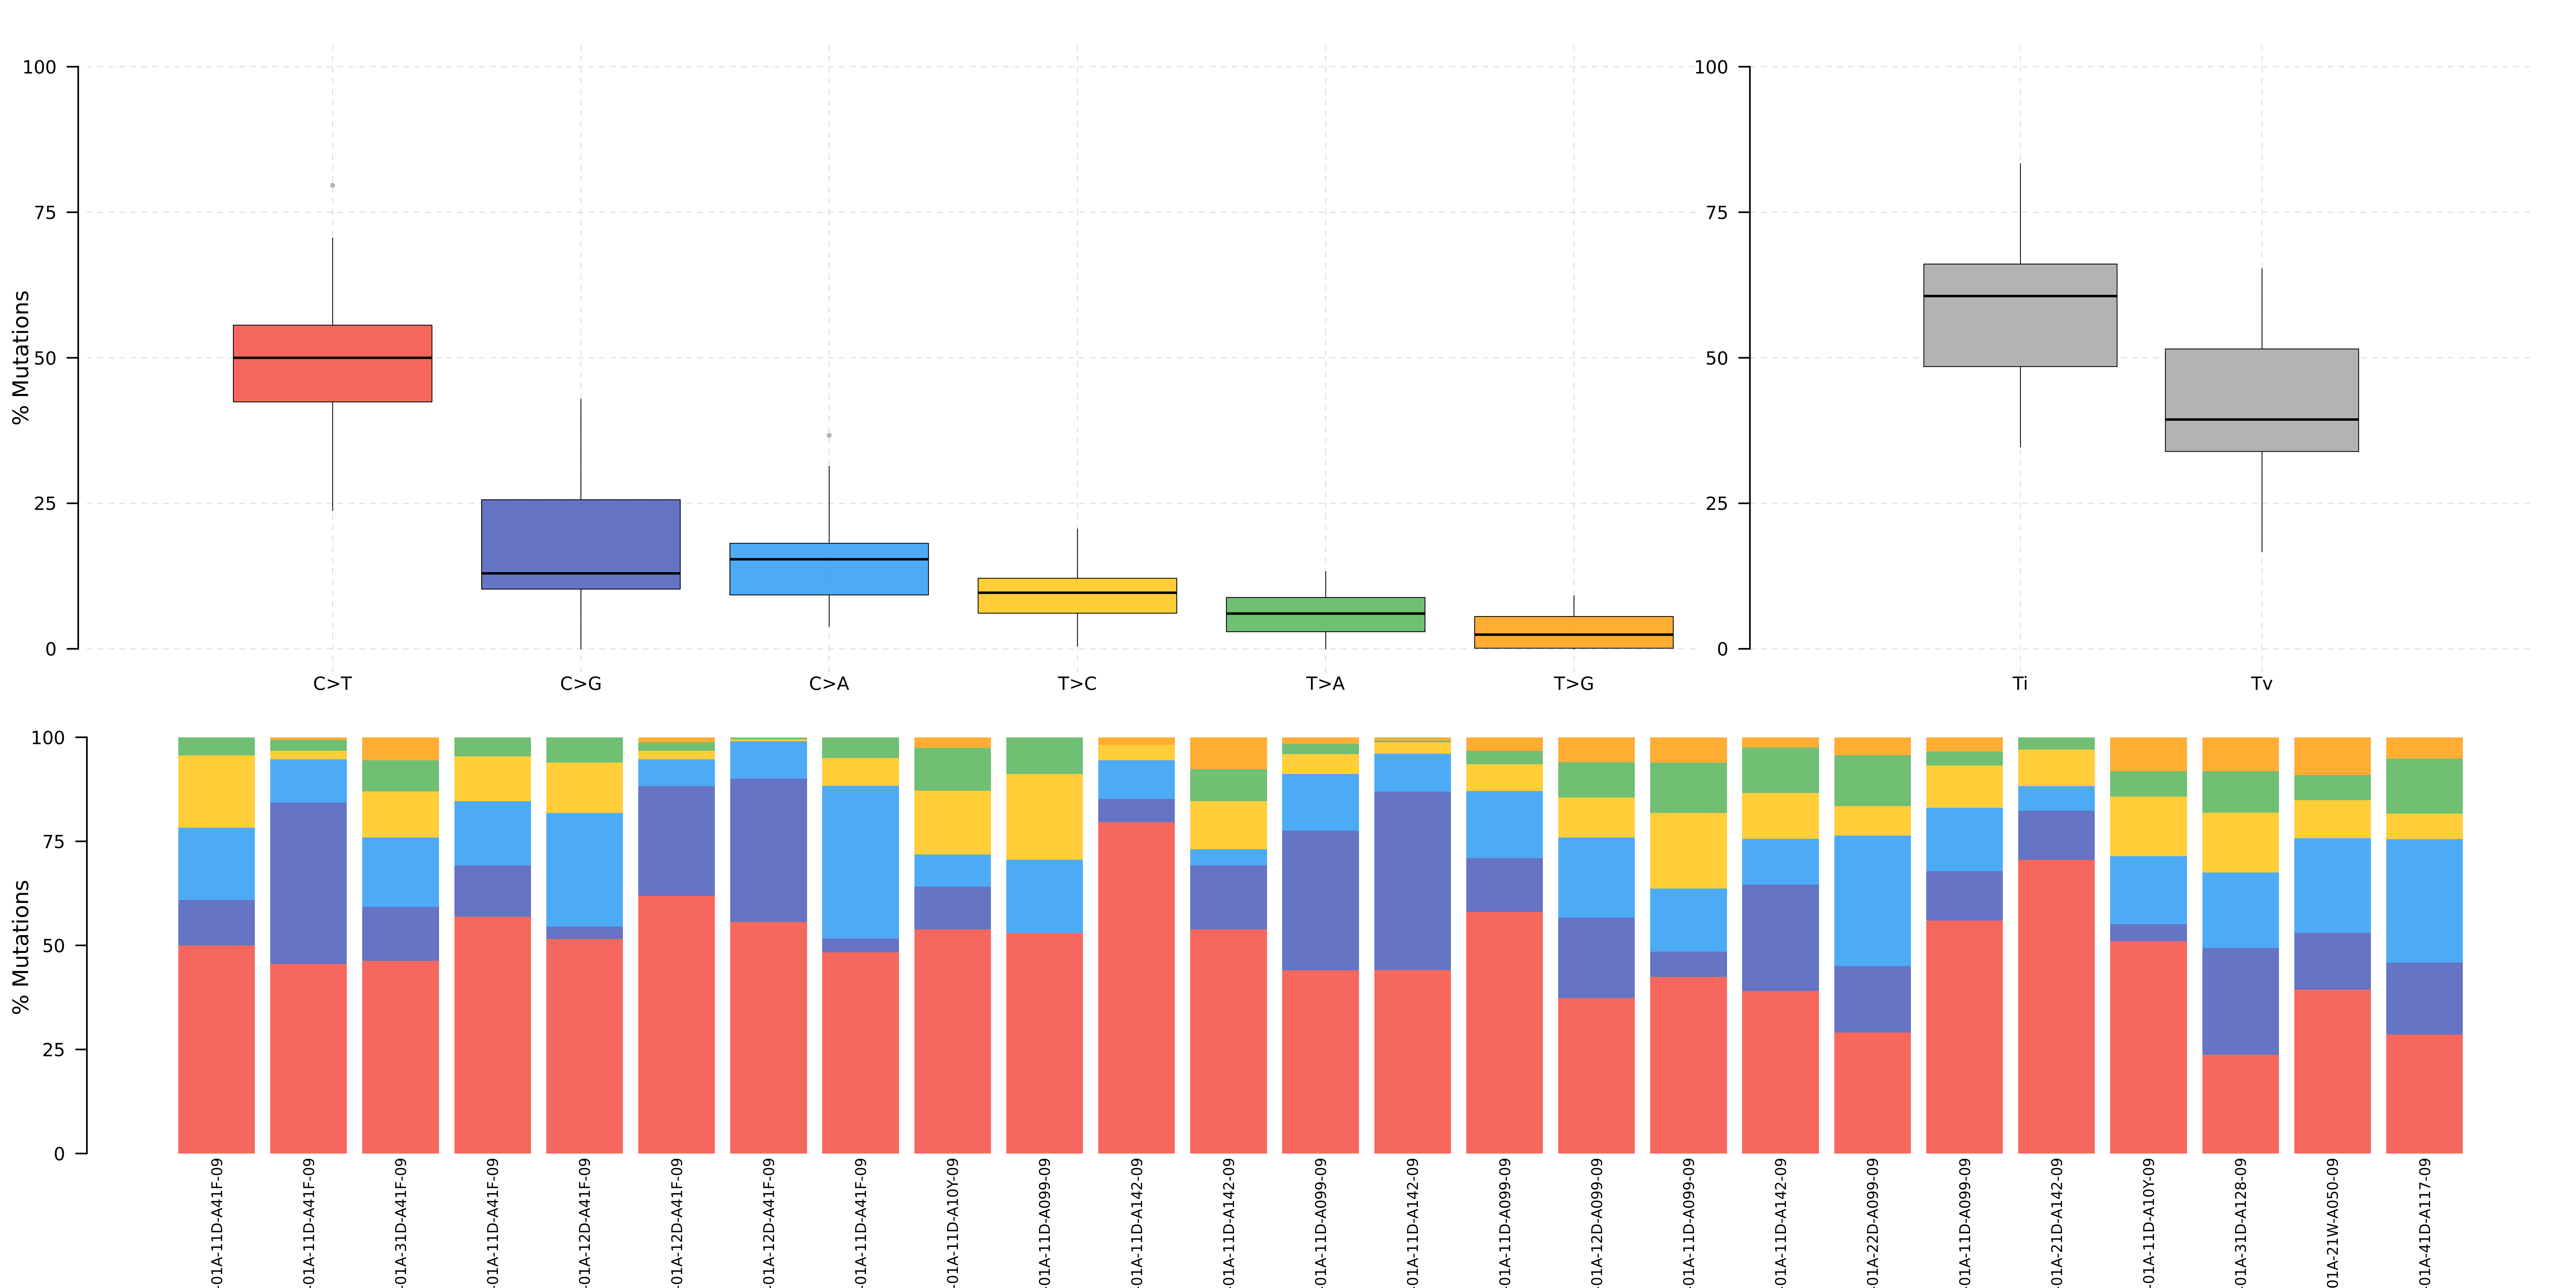 % Mutations
100
75
50
25
0
C>T
C>G
C>A
T>C
T>A
T>G
100
75
50
25
0
Ti
Tv
% Mutations
100
75
50
25
0
-01A-11D-A41F-09
-01A-11D-A41F-09
-01A-31D-A41F-09
-01A-11D-A41F-09
-01A-12D-A41F-09
-01A-12D-A41F-09
-01A-12D-A41F-09
-01A-11D-A41F-09
-01A-11D-A10Y-09
-01A-11D-A099-09
-01A-11D-A142-09
-01A-11D-A142-09
-01A-11D-A099-09
-01A-11D-A142-09
-01A-11D-A099-09
-01A-12D-A099-09
-01A-11D-A099-09
-01A-11D-A142-09
-01A-22D-A099-09
-01A-11D-A099-09
-01A-21D-A142-09
-01A-11D-A10Y-09
-01A-31D-A128-09
01A-21W-A050-09
-01A-41D-A117-09